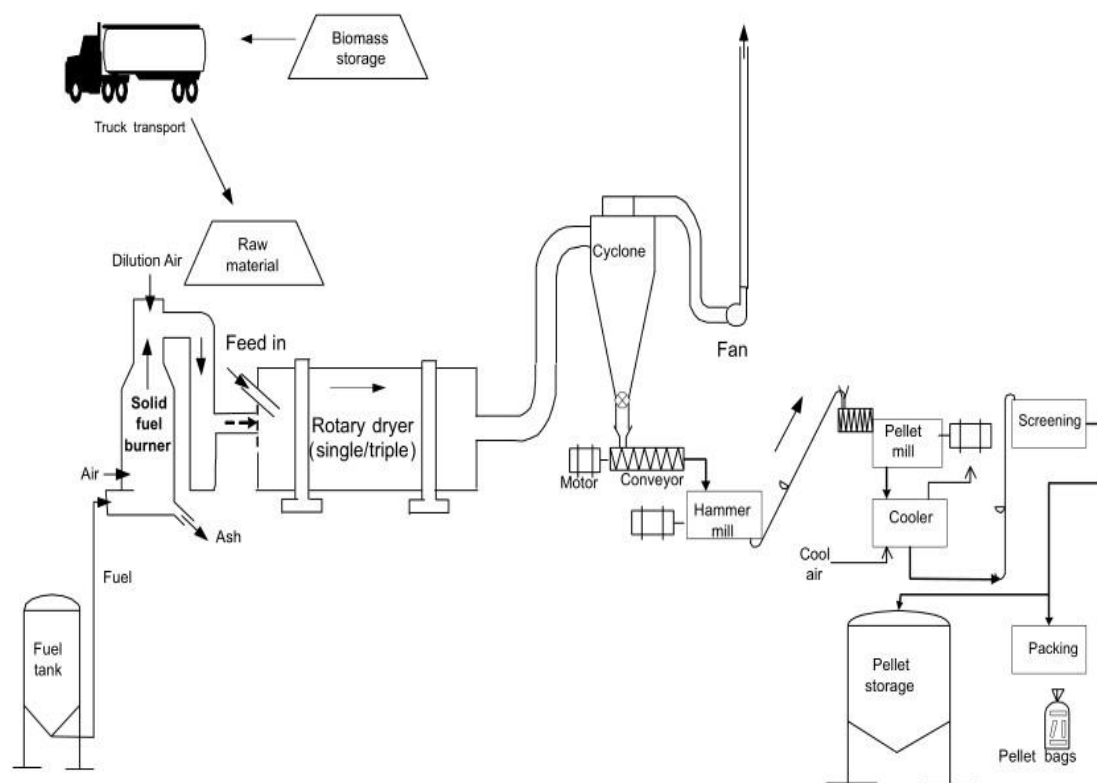 Biomass
storage
Truck transport
Raw
material
Dilution Air
Cyclone
Feed in
Fan
Solid
fuel
burner
Rotary dryer
(single/triple)
Screening
Pellet
mill
Air
Motor
Conveyor
Hammer
mill
Cooler
Ash
Cool
air
Fuel
Fuel
tank
Pellet
storage
Packing
Pellet bags